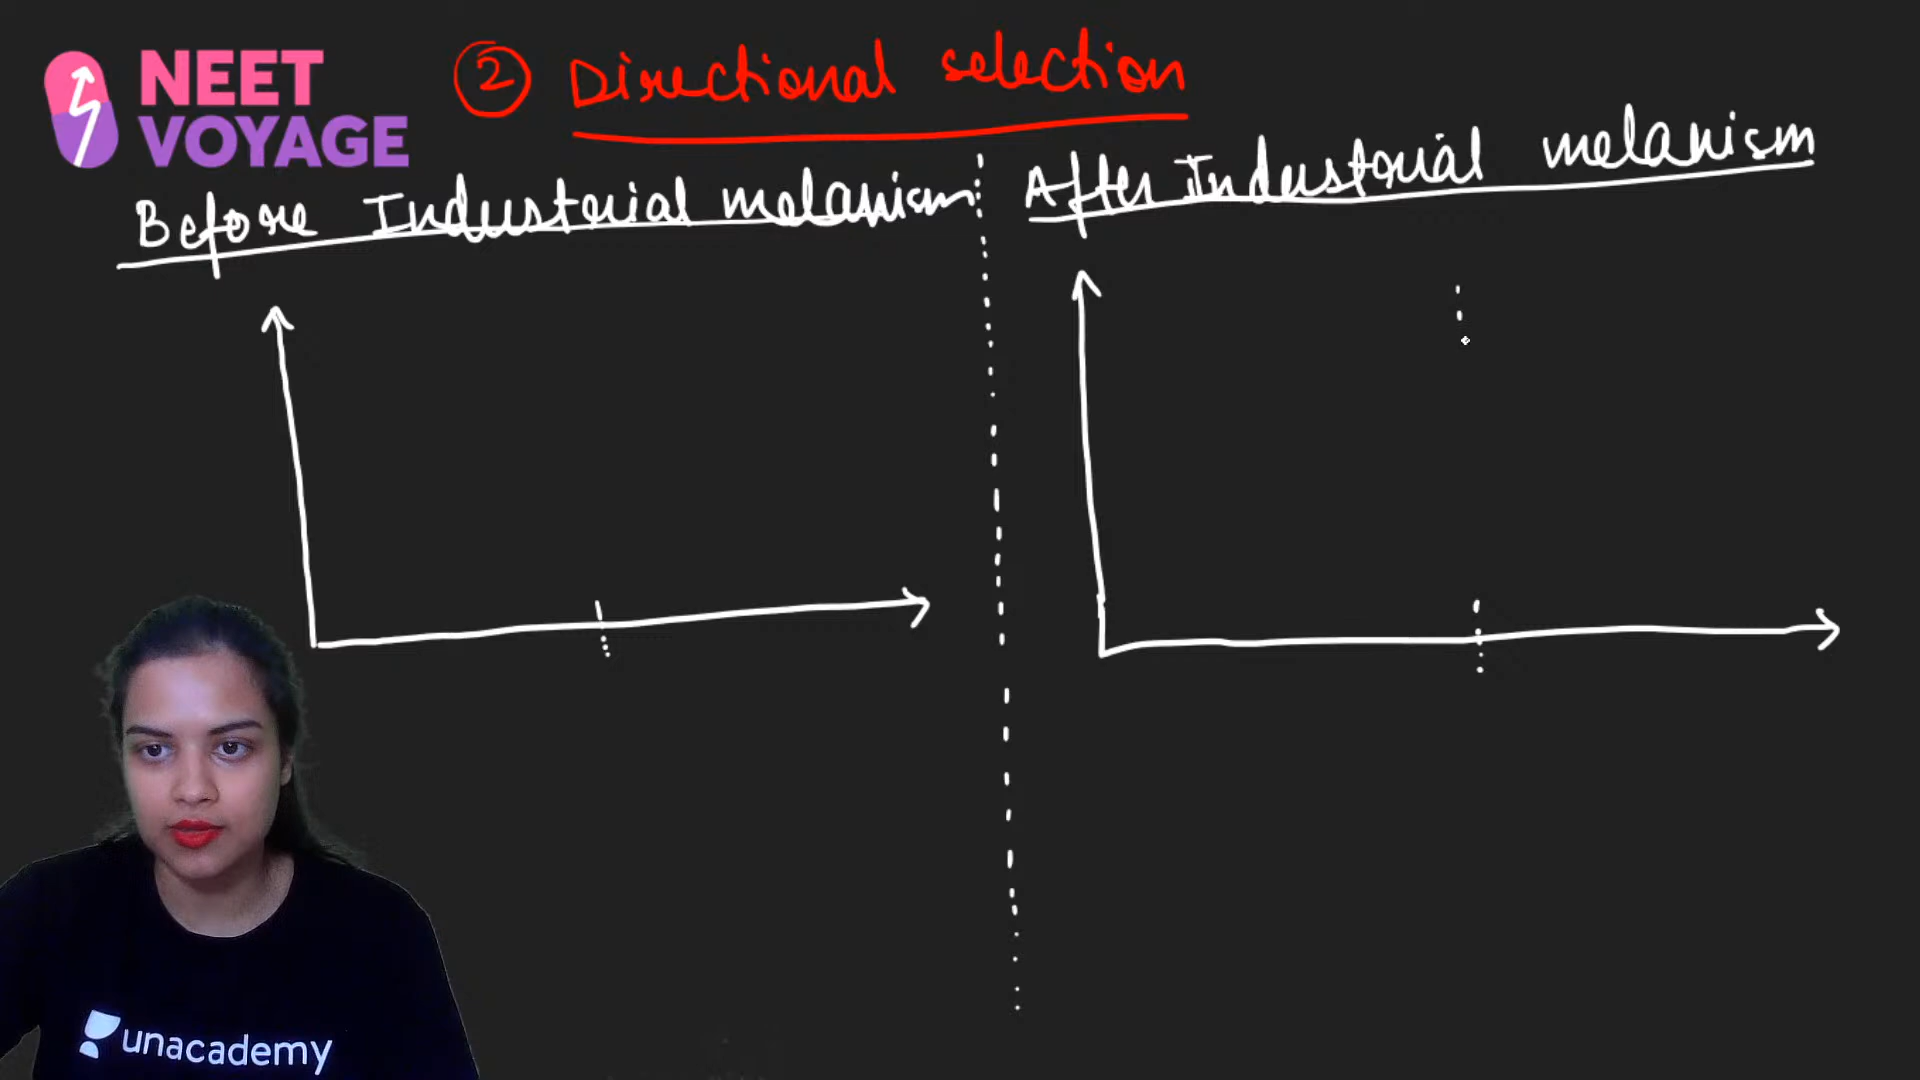 NEET
VOYAGE
② Directional selection
Before Industrial melanism
After Industrial melanism
unacademy